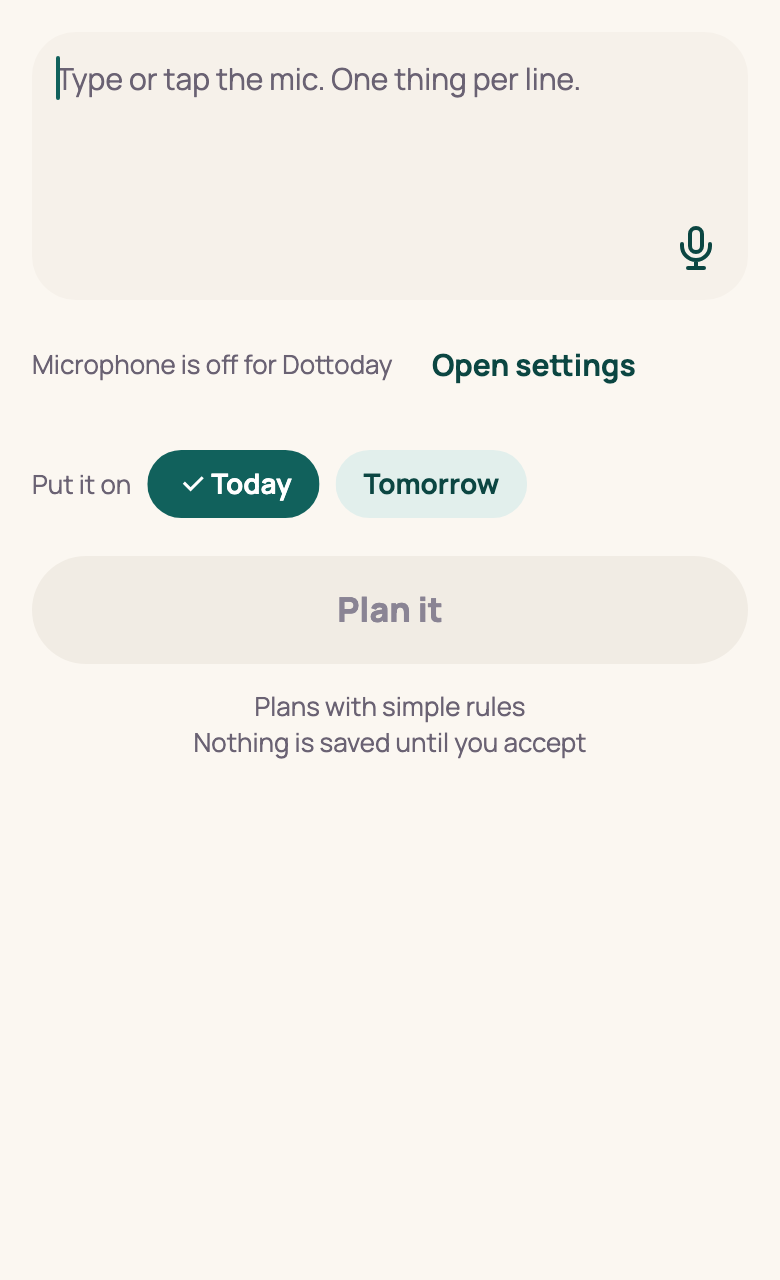 Type or tap the mic. One thing per line.
Microphone is off for Dottoday Open settings
Put it on Today Tomorrow
Plan it
Plans with simple rules
Nothing is saved until you accept